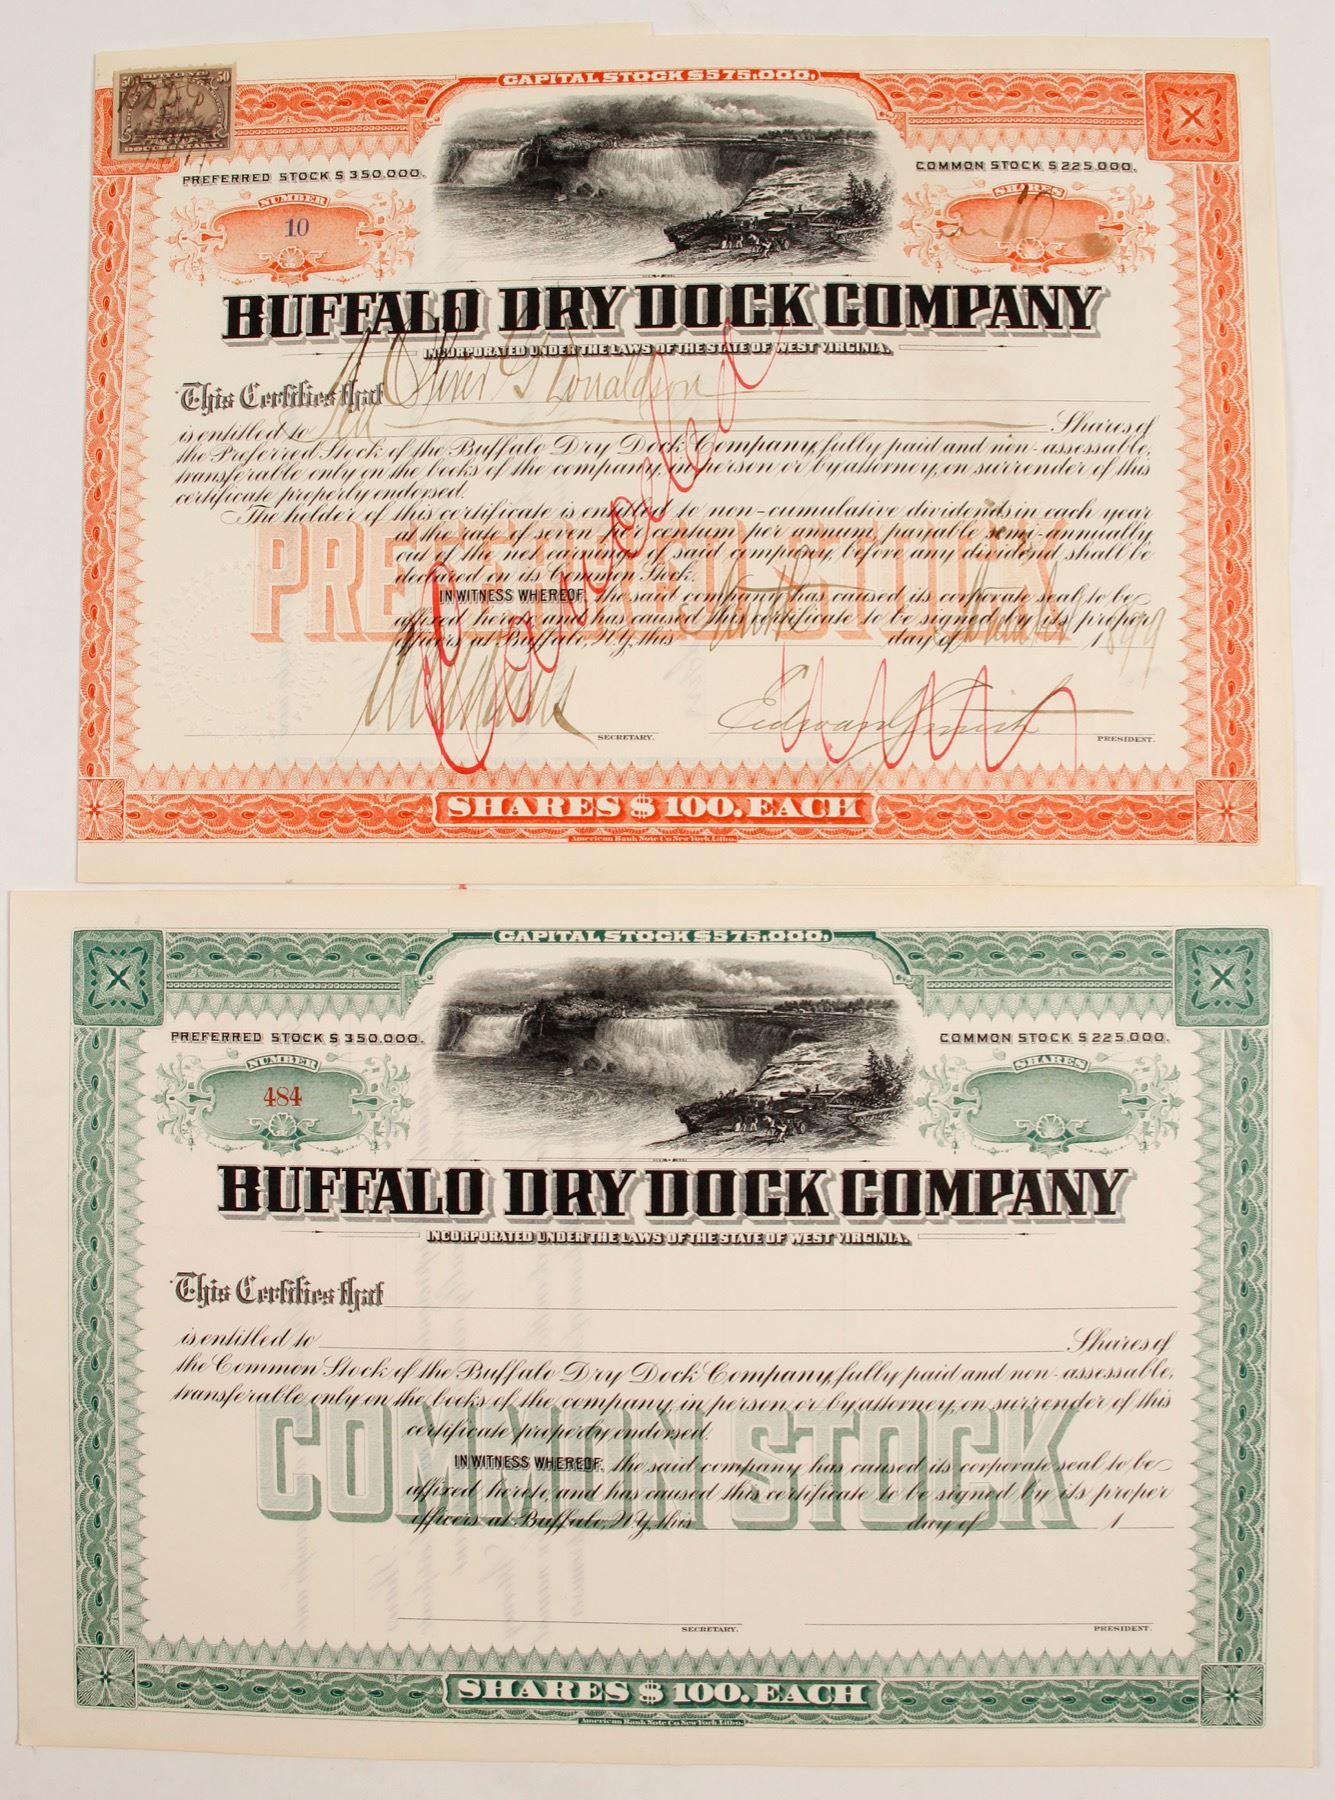 CAPITAL STOCK $575,000.
50 50
DOCUMENTARY.
PREFERRED STOCK $350,000.
COMMON STOCK $225,000.
NUMBER
SHARES
10
10
BUFFALO DRY DOCK COMPANY
INCORPORATED UNDER THE LAWS OF THE STATE OF WEST VIRGINIA.
This Certifies that Oliver G Donaldson
is entitled to Ten Shares of
the Preferred Stock of the Buffalo Dry Dock Company, fully paid and non-assessable,
transferable only on the books of the company, in person or by attorney, on surrender of this
certificate properly endorsed.
The holder of this certificate is entitled to non-cumulative dividends in each year
at the rate of seven per centum per annum, payable semi-annually,
out of the net earnings of said company, before any dividend shall be
declared on its Common Stock.
PREFERRED STOCK
IN WITNESS WHEREOF, the said company has caused its corporate seal to be
affixed hereto, and has caused this certificate to be signed by its proper
officers at Buffalo, N.Y., this day of 1899
Cancelled
Edward Smith
SECRETARY.
PRESIDENT.
SHARES $100. EACH
American Bank Note Co New York Litho.
CAPITAL STOCK $575,000.
PREFERRED STOCK $350,000.
COMMON STOCK $225,000.
NUMBER
SHARES
484
BUFFALO DRY DOCK COMPANY
INCORPORATED UNDER THE LAWS OF THE STATE OF WEST VIRGINIA.
This Certifies that
is entitled to Shares of
the Common Stock of the Buffalo Dry Dock Company, fully paid and non-assessable,
transferable only on the books of the company, in person or by attorney, on surrender of this
certificate properly endorsed.
COMMON STOCK
IN WITNESS WHEREOF, the said company has caused its corporate seal to be
affixed hereto, and has caused this certificate to be signed by its proper
officers at Buffalo, N.Y., this day of 1
SECRETARY.
PRESIDENT.
SHARES $100. EACH
American Bank Note Co New York Litho.